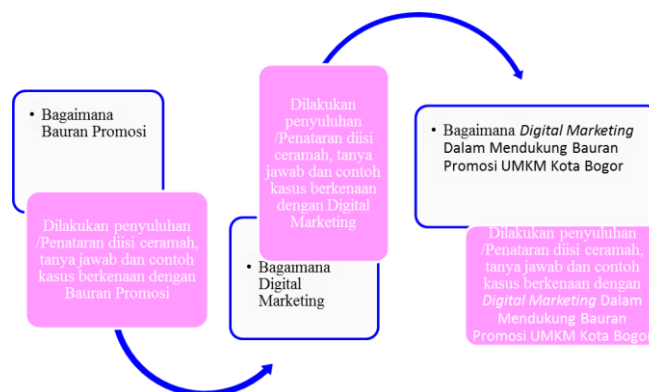 • Bagaimana
Bauran Promosi
Dilakukan penyuluhan
/Penataran diisi ceramah,
tanya jawab dan contoh
kasus berkenaan dengan
Bauran Promosi
Dilakukan
penyuluhan
/Penataran diisi
ceramah, tanya
jawab dan contoh
kasus berkenaan
dengan Digital
Marketing
• Bagaimana
Digital
Marketing
• Bagaimana Digital Marketing
Dalam Mendukung Bauran
Promosi UMKM Kota Bogor
Dilakukan penyuluhan
/Penataran diisi ceramah,
tanya jawab dan contoh
kasus berkenaan dengan
Digital Marketing Dalam
Mendukung Bauran
Promosi UMKM Kota Bogor